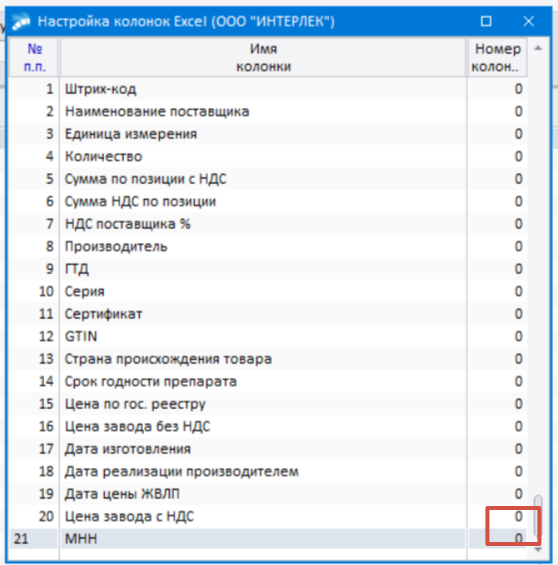 Настройка колонок Excel (ООО "ИНТЕРЛЕК")
№ п.п. Имя колонки Номер колон..
1 Штрих-код 0
2 Наименование поставщика 0
3 Единица измерения 0
4 Количество 0
5 Сумма по позиции с НДС 0
6 Сумма НДС по позиции 0
7 НДС поставщика % 0
8 Производитель 0
9 ГТД 0
10 Серия 0
11 Сертификат 0
12 GTIN 0
13 Страна происхождения товара 0
14 Срок годности препарата 0
15 Цена по гос. реестру 0
16 Цена завода без НДС 0
17 Дата изготовления 0
18 Дата реализации производителем 0
19 Дата цены ЖВЛП 0
20 Цена завода с НДС 0
21 МНН 0